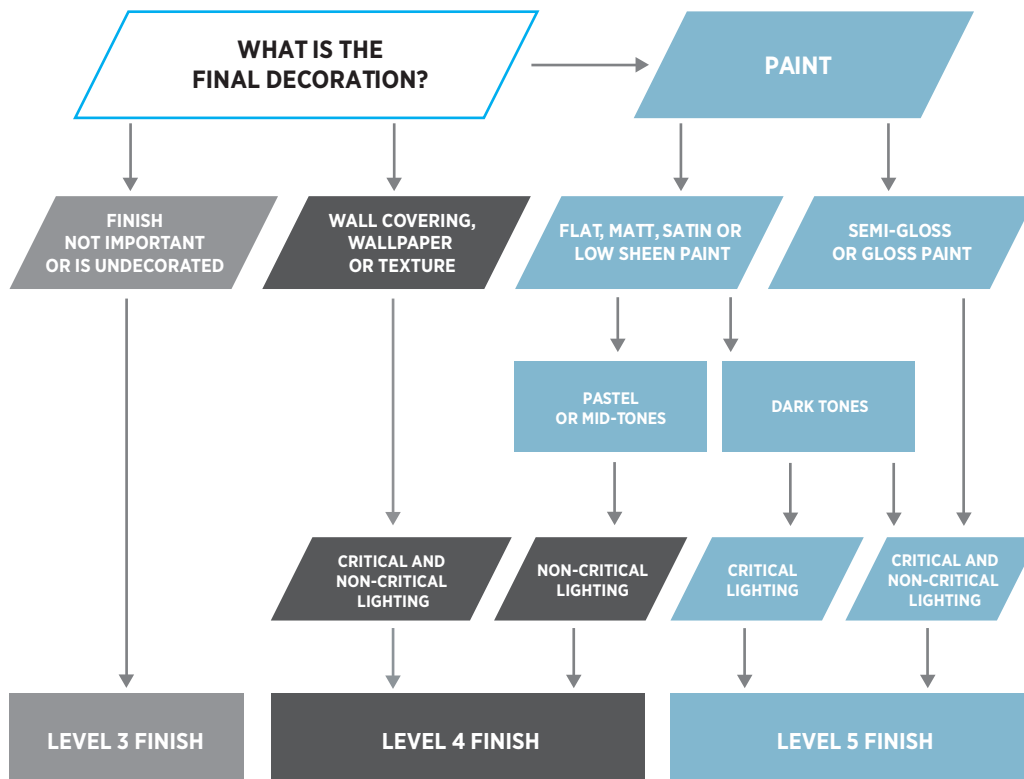 WHAT IS THE
FINAL DECORATION?
PAINT
FINISH
NOT IMPORTANT
OR IS UNDECORATED
WALL COVERING,
WALLPAPER
OR TEXTURE
FLAT, MATT, SATIN OR
LOW SHEEN PAINT
SEMI-GLOSS
OR GLOSS PAINT
PASTEL
OR MID-TONES
DARK TONES
CRITICAL AND
NON-CRITICAL
LIGHTING
NON-CRITICAL
LIGHTING
CRITICAL
LIGHTING
CRITICAL AND
NON-CRITICAL
LIGHTING
LEVEL 3 FINISH
LEVEL 4 FINISH
LEVEL 5 FINISH